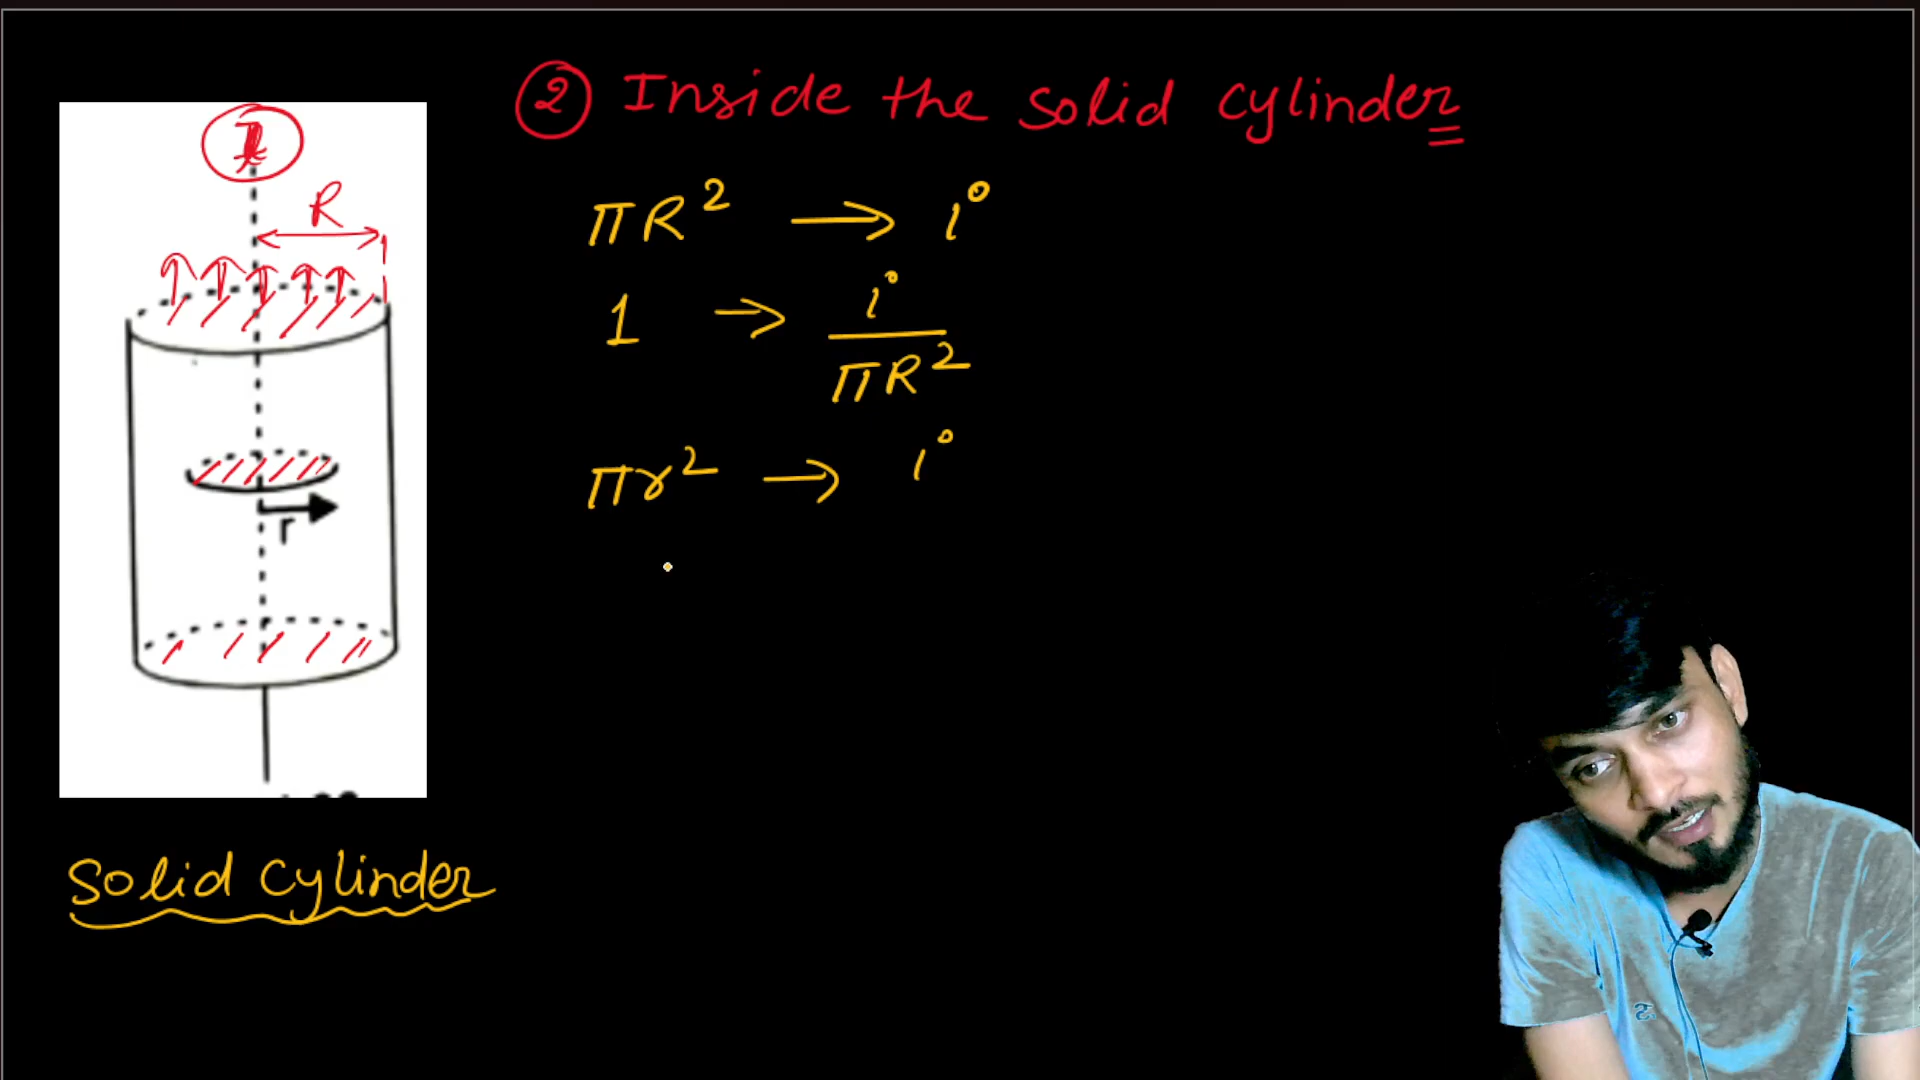 ② Inside the solid cylinder
I
R
πR² → i
1 → i/πR²
πr² → i
r
Solid Cylinder